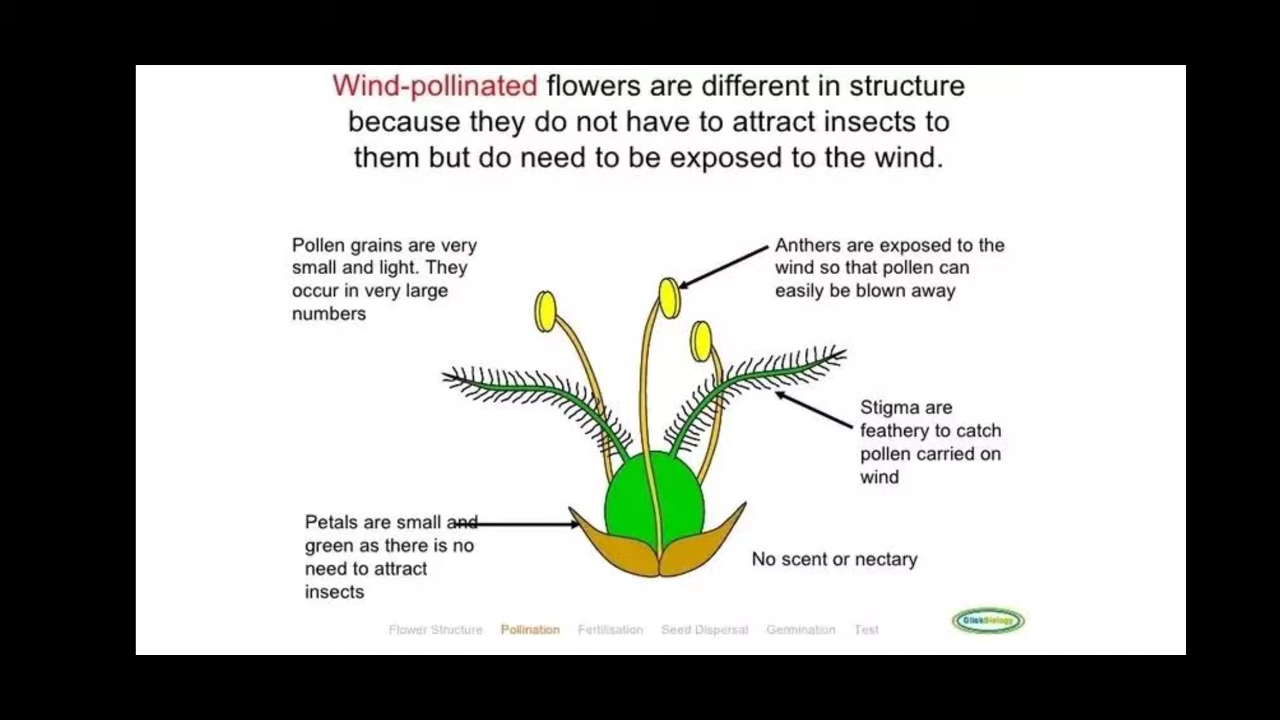 Wind-pollinated flowers are different in structure
because they do not have to attract insects to
them but do need to be exposed to the wind.
Pollen grains are very
small and light. They
occur in very large
numbers
Anthers are exposed to the
wind so that pollen can
easily be blown away
Stigma are
feathery to catch
pollen carried on
wind
Petals are small and
green as there is no
need to attract
insects
No scent or nectary
Flower Structure Pollination Fertilisation Seed Dispersal Germination Test
ClickBiology